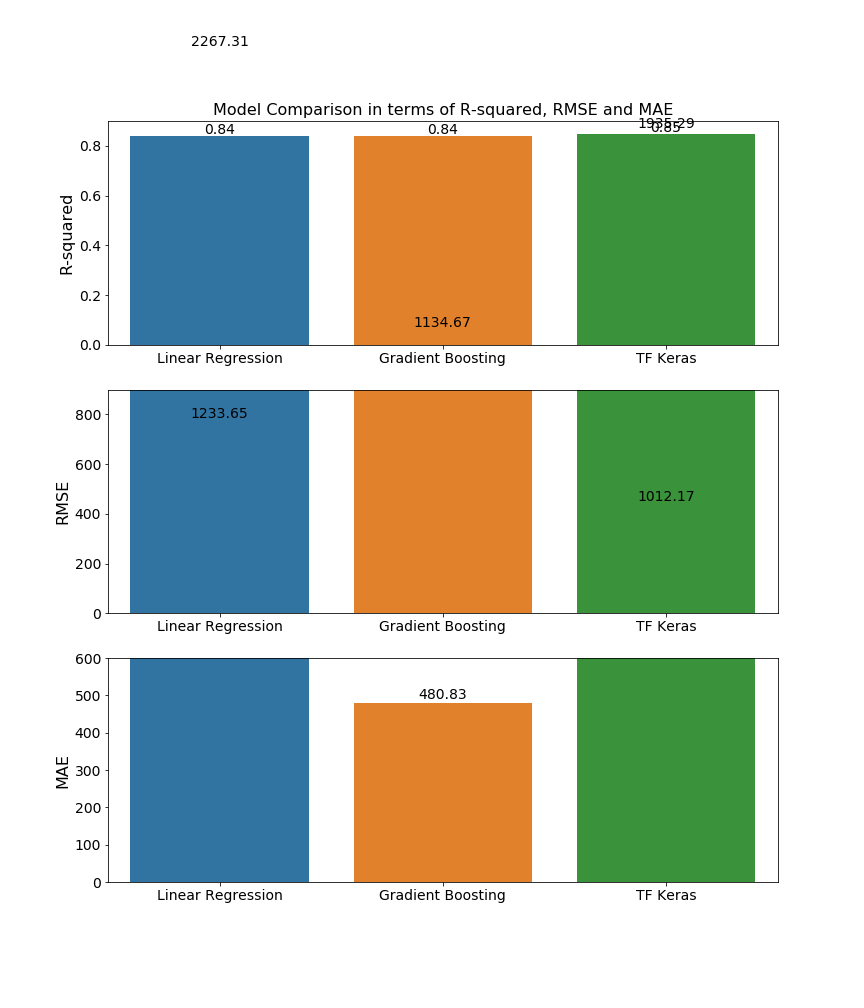 2267.31
Model Comparison in terms of R-squared, RMSE and MAE
1935.29
0.84 0.84 0.85
0.8
0.6
0.4
0.2
0.0
R-squared
1134.67
Linear Regression Gradient Boosting TF Keras
800
600
400
200
0
RMSE
1233.65
1012.17
Linear Regression Gradient Boosting TF Keras
600
500
400
300
200
100
0
MAE
480.83
Linear Regression Gradient Boosting TF Keras